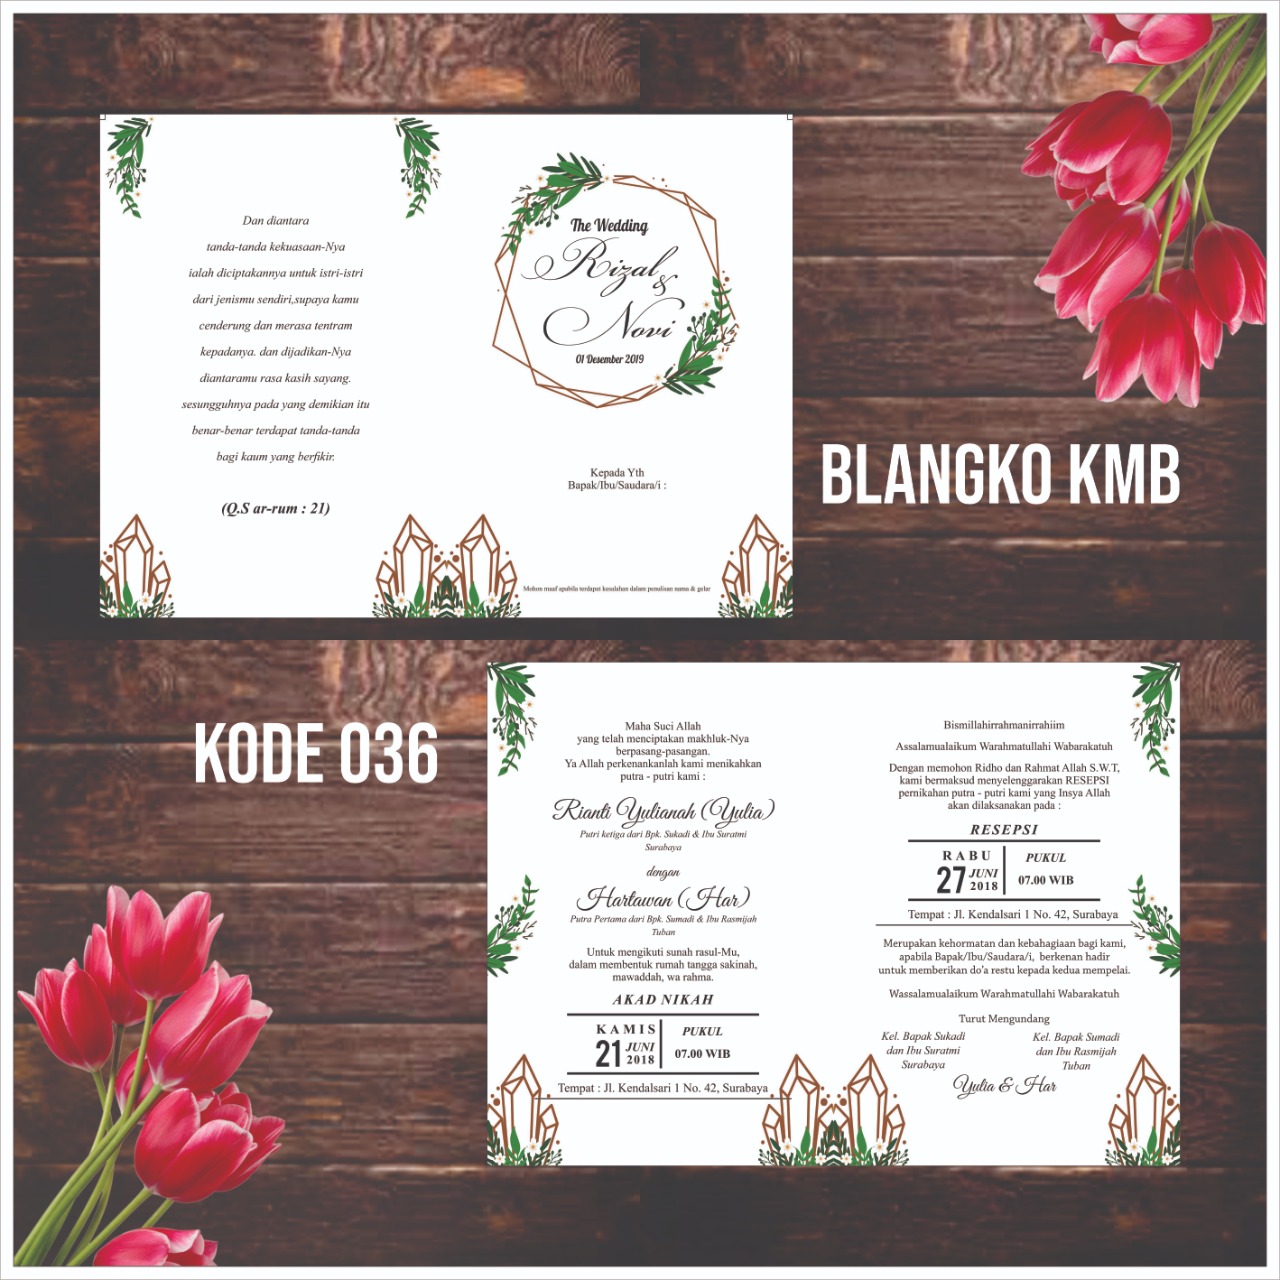 Dan diantara
tanda-tanda kekuasaan-Nya
ialah diciptakannya untuk istri-istri
dari jenismu sendiri,supaya kamu
cenderung dan merasa tentram
kepadanya. dan dijadikan-Nya
diantaramu rasa kasih sayang.
sesungguhnya pada yang demikian itu
benar-benar terdapat tanda-tanda
bagi kaum yang berfikir.
(Q.S ar-rum : 21)
The Wedding
Rizal
&
Novi
01 Desember 2019
Kepada Yth
Bapak/Ibu/Saudara/i :
Mohon maaf apabila terdapat kesalahan dalam penulisan nama & gelar
BLANGKO KMB
KODE 036
Maha Suci Allah
yang telah menciptakan makhluk-Nya
berpasang-pasangan.
Ya Allah perkenankanlah kami menikahkan
putra - putri kami :
Rianti Yulianah (Yulia)
Putri ketiga dari Bpk. Sukadi & Ibu Suratmi
Surabaya
dengan
Hartawan (Har)
Putra Pertama dari Bpk. Sumadi & Ibu Rasmijah
Tuban
Untuk mengikuti sunah rasul-Mu,
dalam membentuk rumah tangga sakinah,
mawaddah, wa rahma.
AKAD NIKAH
KAMIS
21 JUNI 2018
PUKUL
07.00 WIB
Tempat : Jl. Kendalsari 1 No. 42, Surabaya
Bismillahirrahmanirrahiim
Assalamualaikum Warahmatullahi Wabarakatuh
Dengan memohon Ridho dan Rahmat Allah S.W.T,
kami bermaksud menyelenggarakan RESEPSI
pernikahan putra - putri kami yang Insya Allah
akan dilaksanakan pada :
RESEPSI
RABU
27 JUNI 2018
PUKUL
07.00 WIB
Tempat : Jl. Kendalsari 1 No. 42, Surabaya
Merupakan kehormatan dan kebahagiaan bagi kami,
apabila Bapak/Ibu/Saudara/i, berkenan hadir
untuk memberikan do'a restu kepada kedua mempelai.
Wassalamualaikum Warahmatullahi Wabarakatuh
Turut Mengundang
Kel. Bapak Sukadi
dan Ibu Suratmi
Surabaya
Kel. Bapak Sumadi
dan Ibu Rasmijah
Tuban
Yulia & Har